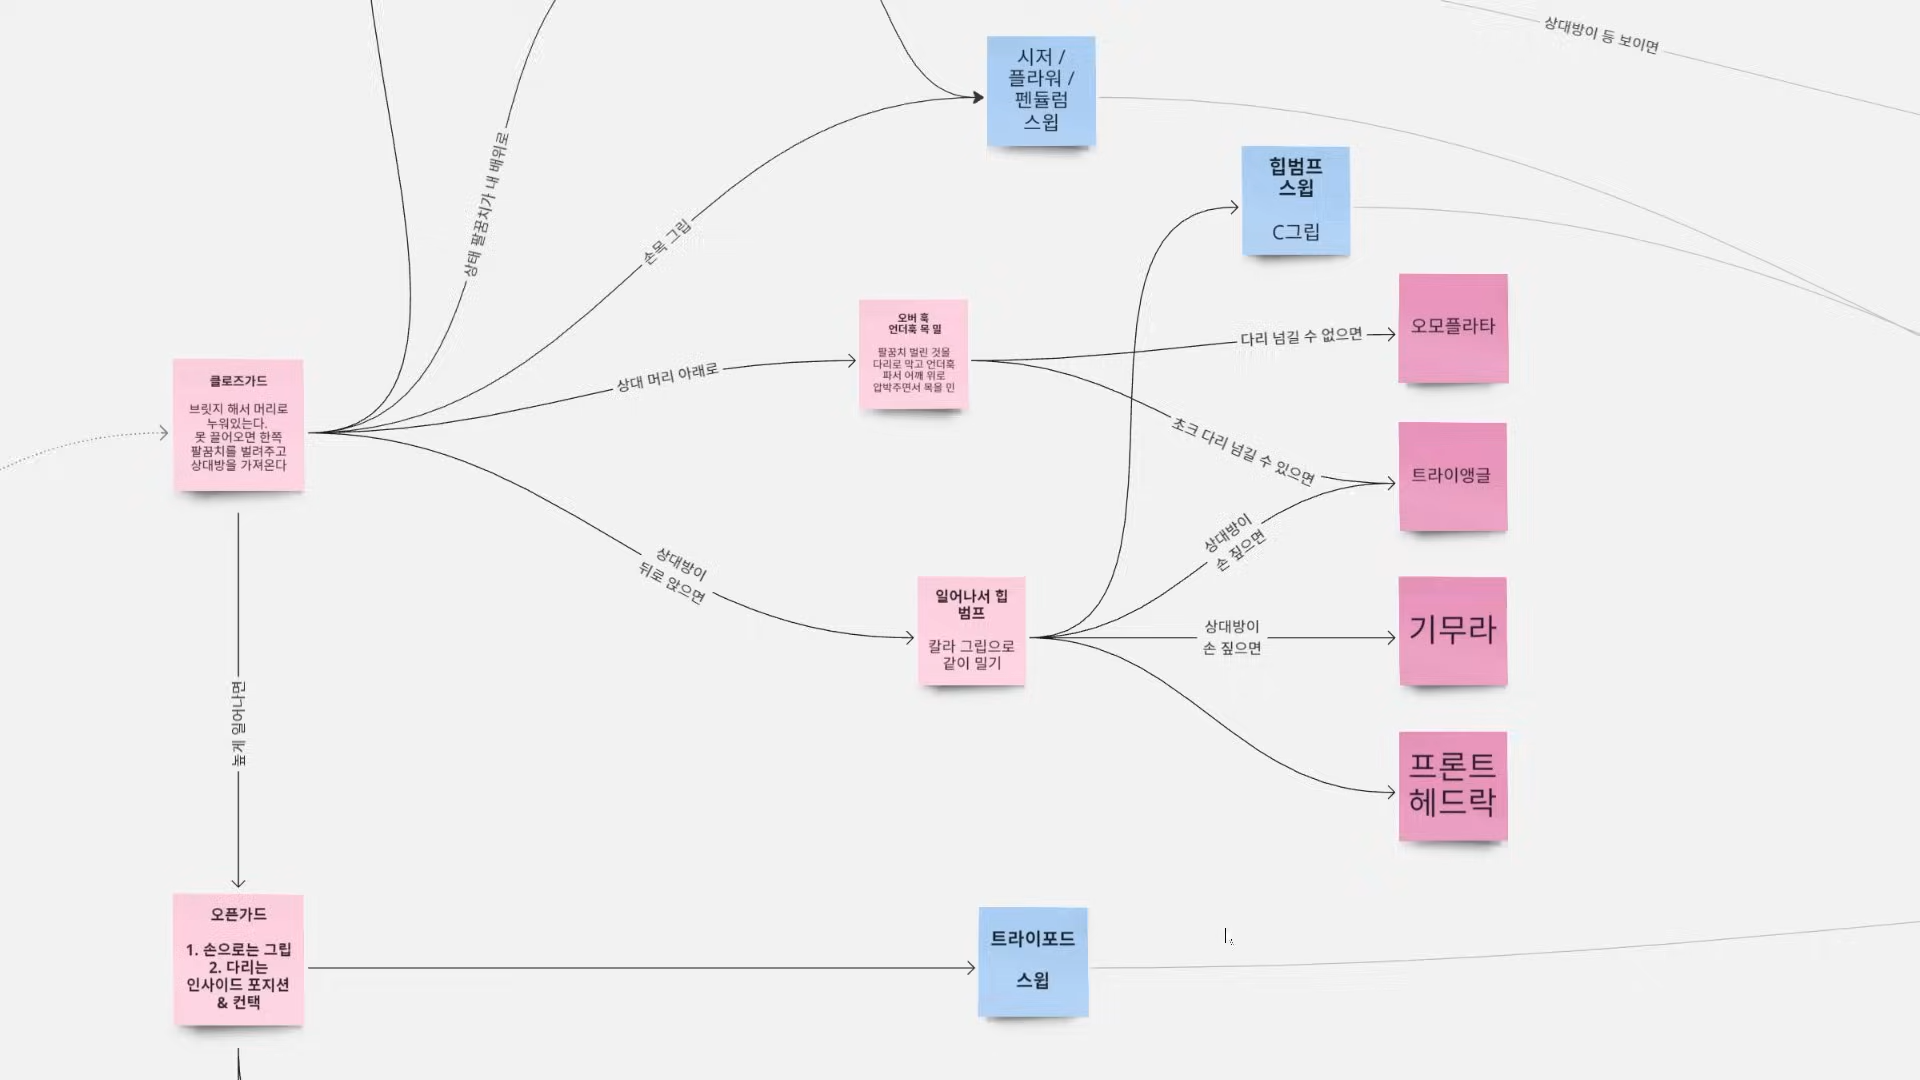 상대방이 등 보이면
시저 /
플라워 /
펜듈럼
스윕
힙범프
스윕
C그립
상태 팔꿈치가 내 배위로
손목 그립
오버 훅
언더훅 목 밀
팔꿈치 벌린 것을
다리로 막고 언더훅
파서 어깨 위로
압박주면서 목을 민
다리 넘길 수 없으면
오모플라타
클로즈가드
브릿지 해서 머리로
누워있는다.
못 끌어오면 한쪽
팔꿈치를 벌려주고
상대방을 가져온다
상대 머리 아래로
초크 다리 넘길 수 있으면
트라이앵글
상대방이
손 짚으면
상대방이
뒤로 앉으면
일어나서 힙
범프
칼라 그립으로
같이 밀기
상대방이
손 짚으면
기무라
프론트
헤드락
높게 일어나면
오픈가드
1. 손으로는 그립
2. 다리는
인사이드 포지션
& 컨택
트라이포드
스윕